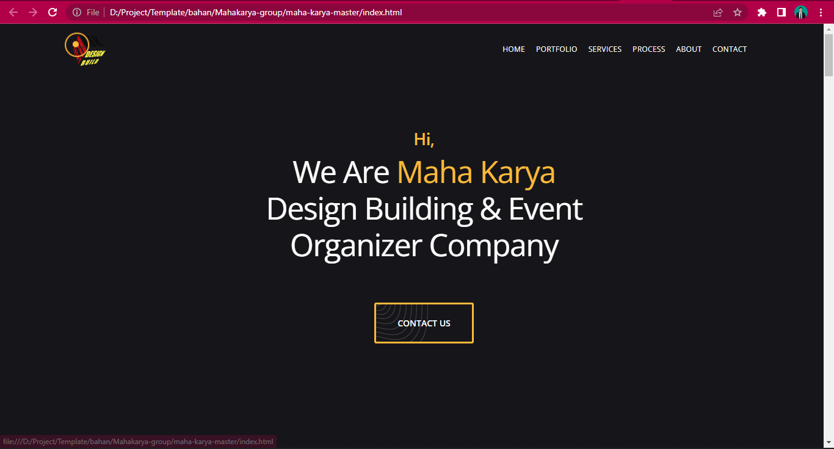 File D:/Project/Template/bahan/Mahakarya-group/maha-karya-master/index.html
DESIGN
BUILD
HOME PORTFOLIO SERVICES PROCESS ABOUT CONTACT
Hi,
We Are Maha Karya
Design Building & Event
Organizer Company
CONTACT US
file:///D:/Project/Template/bahan/Mahakarya-group/maha-karya-master/index.html